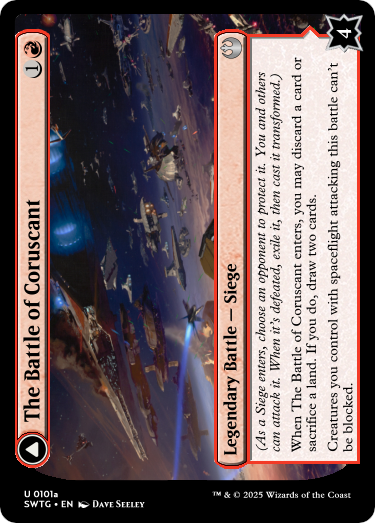 The Battle of Coruscant
1
Legendary Battle — Siege
(As a Siege enters, choose an opponent to protect it. You and others
can attack it. When it's defeated, exile it, then cast it transformed.)
When The Battle of Coruscant enters, you may discard a card or
sacrifice a land. If you do, draw two cards.
Creatures you control with spaceflight attacking this battle can't
be blocked.
4
U 0101a
SWTG • EN Dave Seeley
™ & © 2025 Wizards of the Coast